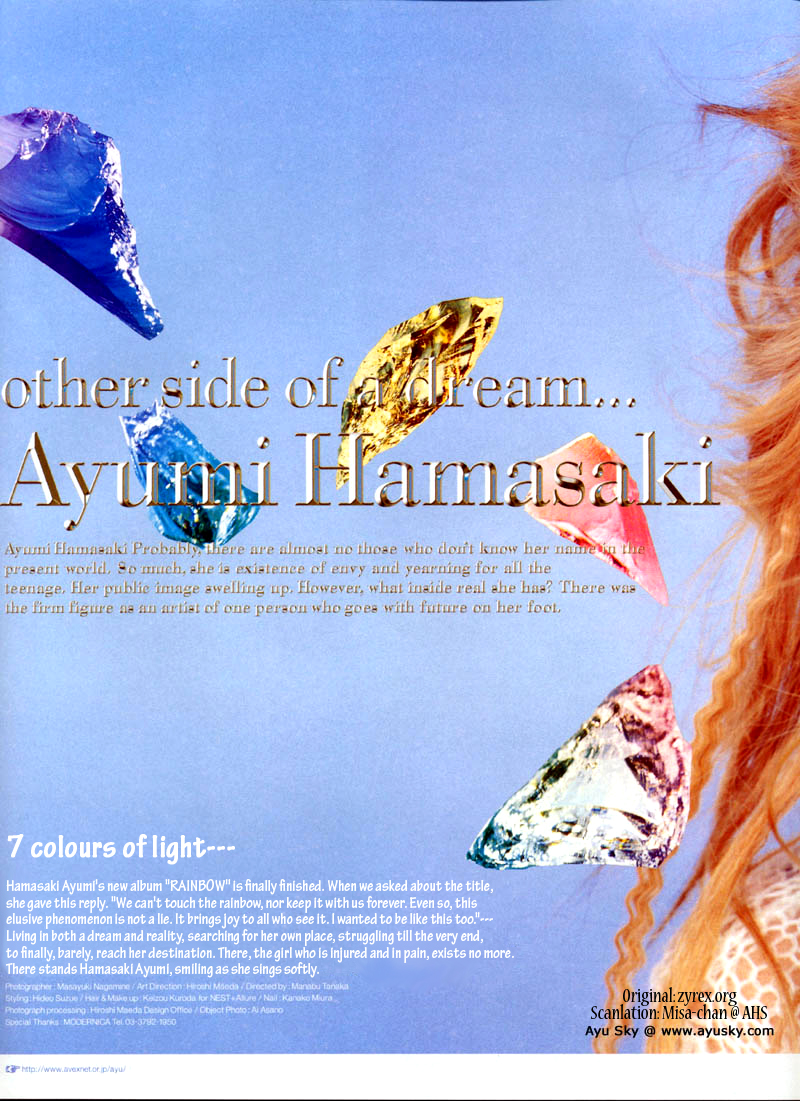 other side of a dream...
Ayumi Hamasaki
Ayumi Hamasaki Probably, there are almost no those who don't know her name in the
present world. So much, she is existence of envy and yearning for all the
teenage. Her public image swelling up. However, what inside real she has? There was
the firm figure as an artist of one person who goes with future on her foot.
7 colours of light---
Hamasaki Ayumi's new album "RAINBOW" is finally finished. When we asked about the title,
she gave this reply. "We can't touch the rainbow, nor keep it with us forever. Even so, this
elusive phenomenon is not a lie. It brings joy to all who see it. I wanted to be like this too."---
Living in both a dream and reality, searching for her own place, struggling till the very end,
to finally, barely, reach her destination. There, the girl who is injured and in pain, exists no more.
There stands Hamasaki Ayumi, smiling as she sings softly.
Photographer : Masayuki Nagamine / Art Direction : Hiroshi Maeda / Directed by : Manabu Tanaka
Styling : Hideo Suzue / Hair & Make up : Keizou Kuroda for NEST+Allure / Nail : Kanako Miura
Photograph processing : Hiroshi Maeda Design Office / Object Photo : Ai Asano
Special Thanks : MODERNICA Tel. 03-3792-1950
Original: zyrex.org
Scanlation: Misa-chan @ AHS
Ayu Sky @ www.ayusky.com
http://www.avexnet.or.jp/ayu/